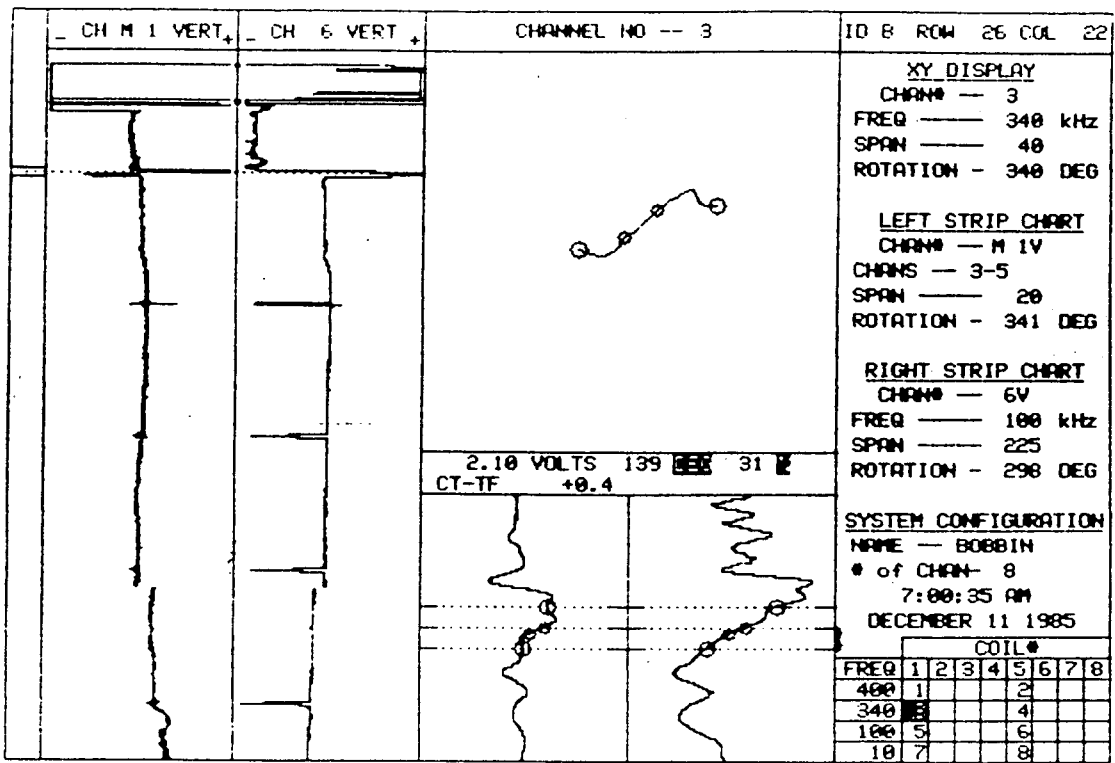 _ CH M 1 VERT + _ CH 6 VERT + CHANNEL NO -- 3 ID 8 ROW 26 COL 22
XY DISPLAY
CHAN# — 3
FREQ —— 340 kHz
SPAN —— 40
ROTATION - 340 DEG
LEFT STRIP CHART
CHAN# — M 1V
CHANS — 3-5
SPAN —— 20
ROTATION - 341 DEG
RIGHT STRIP CHART
CHAN# — 6V
FREQ —— 100 kHz
SPAN —— 225
ROTATION - 298 DEG
2.10 VOLTS 139 DEG 31
CT-TF +0.4
SYSTEM CONFIGURATION
NAME — BOBBIN
# of CHAN- 8
7:00:35 AM
DECEMBER 11 1985
COIL#
FREQ 1 2 3 4 5 6 7 8
400 1 2
340 3 4
100 5 6
10 7 8